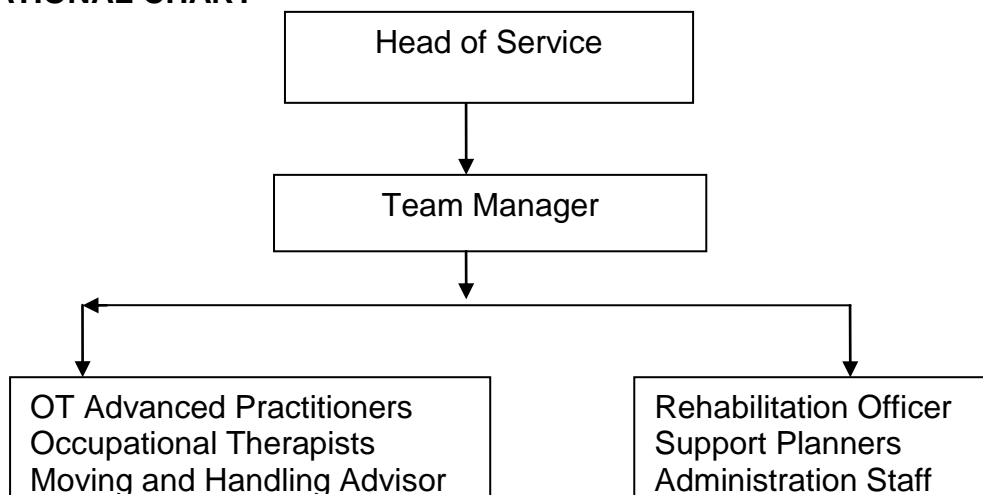 CHART
Head of Service
Team Manager
OT Advanced Practitioners
Occupational Therapists
Moving and Handling Advisor
Rehabilitation Officer
Support Planners
Administration Staff